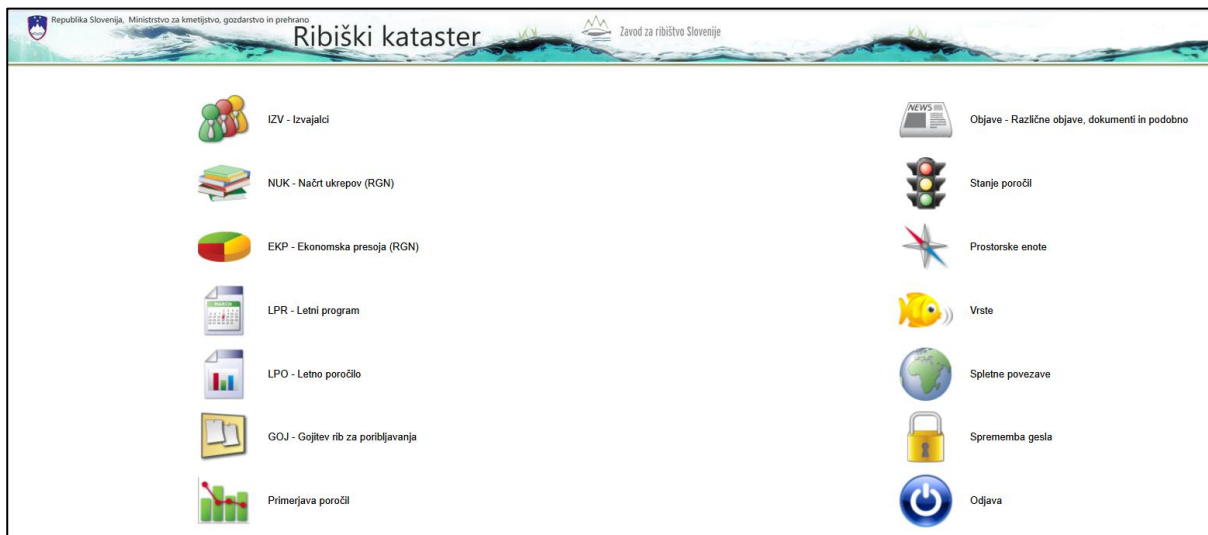 Republika Slovenija, Ministrstvo za kmetijstvo, gozdarstvo in prehrano
Ribiški kataster
Zavod za ribištvo Slovenije
IZV - Izvajalci
NUK - Načrt ukrepov (RGN)
EKP - Ekonomska presoja (RGN)
LPR - Letni program
LPO - Letno poročilo
GOJ - Gojitev rib za poribljavanja
Primerjava poročil
NEWS
Objave - Različne objave, dokumenti in podobno
Stanje poročil
Prostorske enote
Vrste
Spletne povezave
Sprememba gesla
Odjava
MARCH